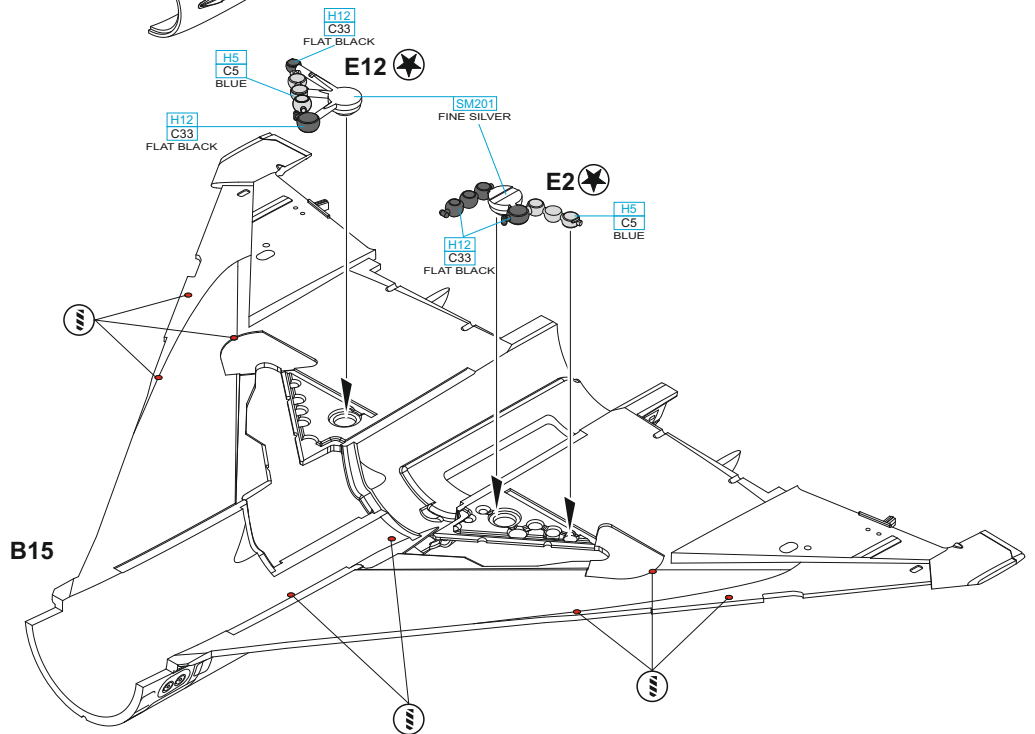 H12
C33
FLAT BLACK
E12
H5
C5
BLUE
SM201
FINE SILVER
H12
C33
FLAT BLACK
E2
H5
C5
BLUE
H12
C33
FLAT BLACK
B15